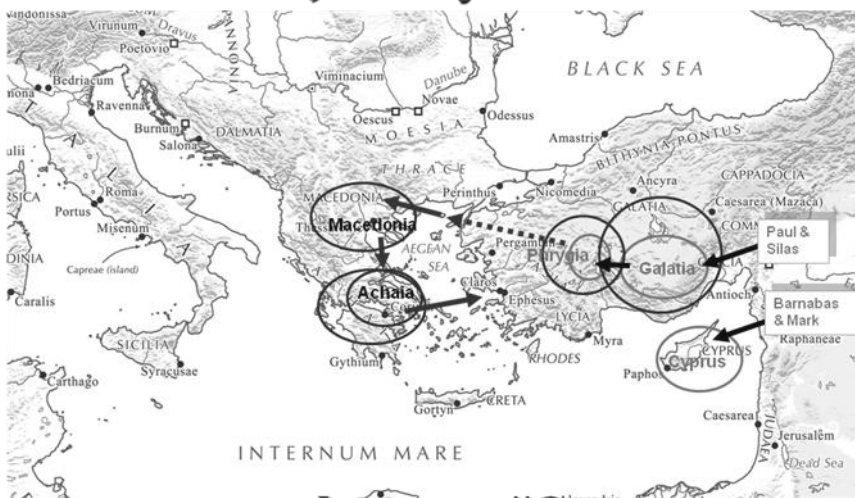 Vindonissa
Virunum
Dravus
Poetovio
Bedriacum
Ravenna
Burnum
Salona
DALMATIA
Viminacium
Danube
Oescus
Novae
MOESIA
Odessus
BLACK SEA
Amastris
BITHYNIA-PONTUS
THRACE
Perinthus
Nicomedia
Ancyra
CAPPADOCIA
Caesarea (Mazaca)
GALATIA
ITALIA
Roma
Portus
Misenum
Capreae (island)
MACEDONIA
Macedonia
AEGEAN
SEA
Pergamum
Phrygia
Galatia
Paul &
Silas
Achaia
Claros
Ephesus
LYCIA
Myra
Antioch
Barnabas
& Mark
Raphaneae
Caralis
SICILIA
Syracusae
Carthago
Gythium
RHODES
CYPRUS
Cyprus
Paphos
Gortyn
CRETA
Caesarea
JUDAEA
Jerusalem
Dead Sea
INTERNUM MARE